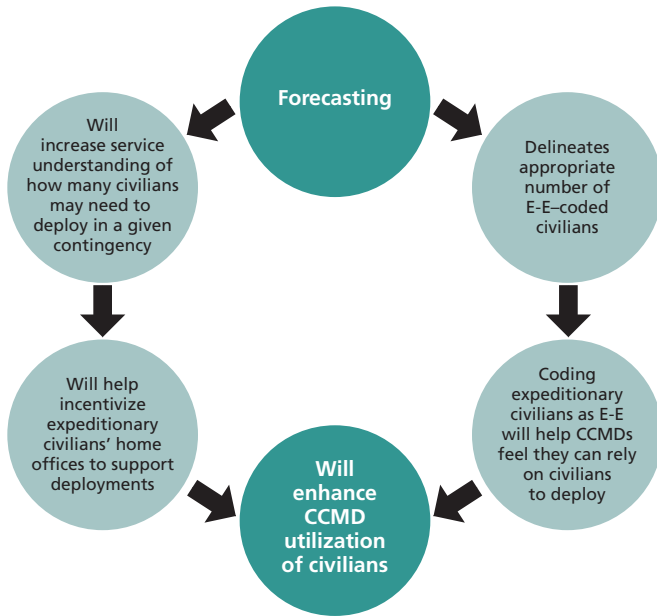 Forecasting
Will
increase service
understanding of
how many civilians
may need to
deploy in a given
contingency
Delineates
appropriate
number of
E-E–coded
civilians
Will help
incentivize
expeditionary
civilians’ home
offices to support
deployments
Coding
expeditionary
civilians as E-E
will help CCMDs
feel they can rely
on civilians
to deploy
Will
enhance
CCMD
utilization
of civilians